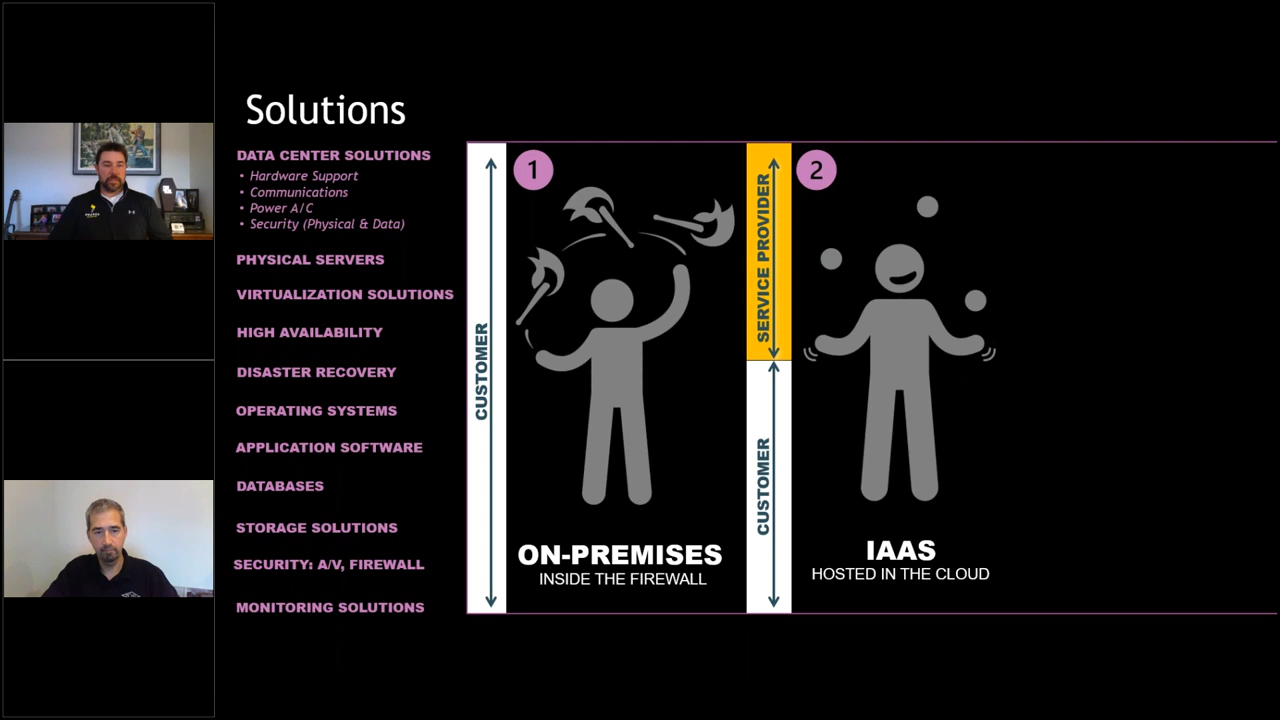 Solutions
DATA CENTER SOLUTIONS
• Hardware Support
• Communications
• Power A/C
• Security (Physical & Data)
PHYSICAL SERVERS
VIRTUALIZATION SOLUTIONS
HIGH AVAILABILITY
DISASTER RECOVERY
OPERATING SYSTEMS
APPLICATION SOFTWARE
DATABASES
STORAGE SOLUTIONS
SECURITY: A/V, FIREWALL
MONITORING SOLUTIONS
CUSTOMER
1
ON-PREMISES
INSIDE THE FIREWALL
SERVICE PROVIDER
CUSTOMER
2
IAAS
HOSTED IN THE CLOUD